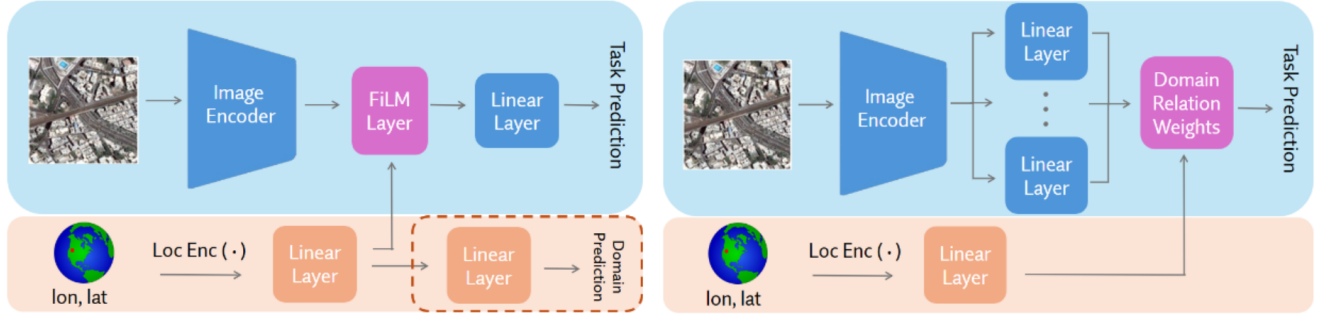 Image
Encoder
FiLM
Layer
Linear
Layer
Task Prediction
Loc Enc (·)
lon, lat
Linear
Layer
Linear
Layer
Domain
Prediction
Image
Encoder
Linear
Layer
Linear
Layer
Domain
Relation
Weights
Task Prediction
Loc Enc (·)
lon, lat
Linear
Layer